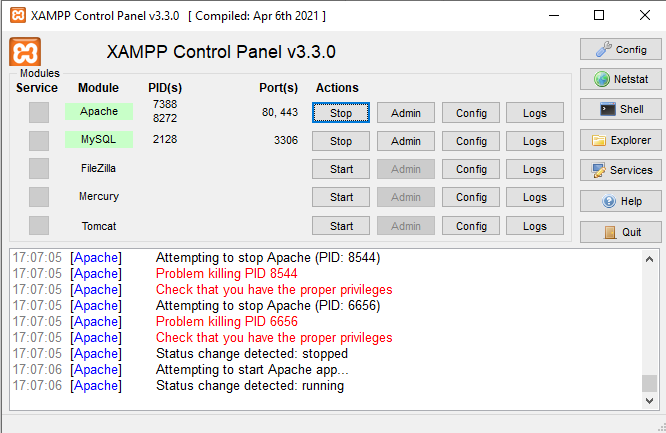 XAMPP Control Panel v3.3.0 [ Compiled: Apr 6th 2021 ]
XAMPP Control Panel v3.3.0
Config
Modules
Service Module PID(s) Port(s) Actions
Netstat
Apache 7388 8272 80, 443 Stop Admin Config Logs
Shell
MySQL 2128 3306 Stop Admin Config Logs
Explorer
FileZilla Start Admin Config Logs
Services
Mercury Start Admin Config Logs
Help
Tomcat Start Admin Config Logs
Quit
17:07:05 [Apache] Attempting to stop Apache (PID: 8544)
17:07:05 [Apache] Problem killing PID 8544
17:07:05 [Apache] Check that you have the proper privileges
17:07:05 [Apache] Attempting to stop Apache (PID: 6656)
17:07:05 [Apache] Problem killing PID 6656
17:07:05 [Apache] Check that you have the proper privileges
17:07:05 [Apache] Status change detected: stopped
17:07:06 [Apache] Attempting to start Apache app...
17:07:06 [Apache] Status change detected: running